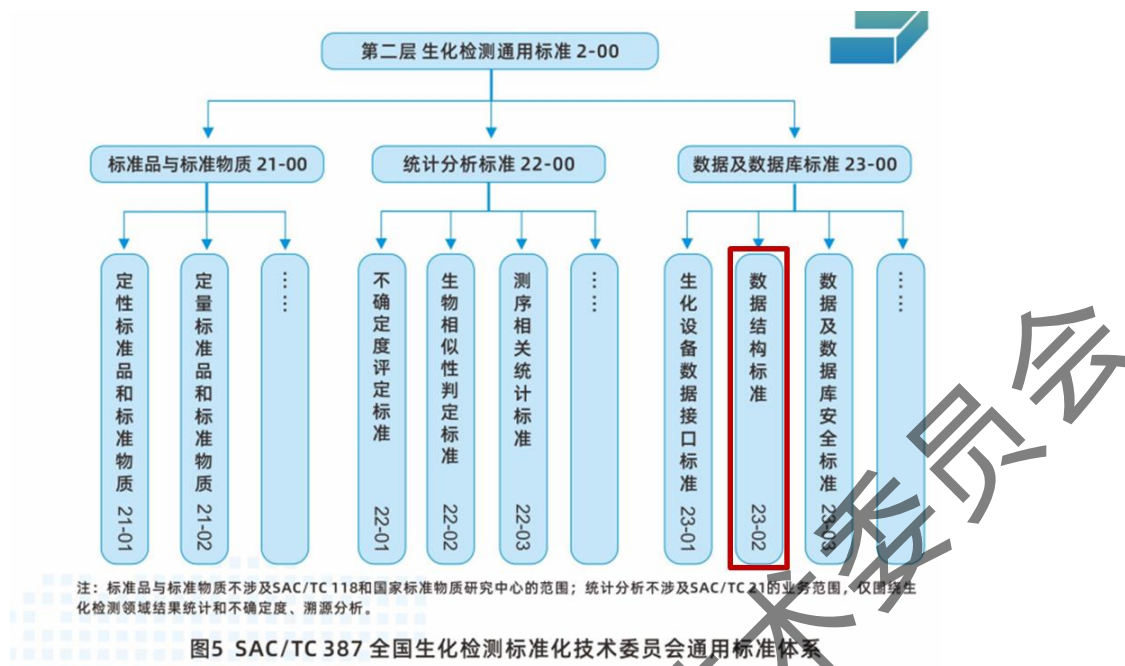 第二层 生化检测通用标准 2-00
标准品与标准物质 21-00
统计分析标准 22-00
数据及数据库标准 23-00
定性标准品和标准物质 21-01
定量标准品和标准物质 21-02
……
不确定度评定标准 22-01
生物相似性判定标准 22-02
测序相关统计标准 22-03
……
生化设备数据接口标准 23-01
数据结构标准 23-02
数据及数据库安全标准 23-03
……
注：标准品与标准物质不涉及SAC/TC 118和国家标准物质研究中心的范围；统计分析不涉及SAC/TC 21的业务范围，仅围绕生
化检测领域结果统计和不确定度、溯源分析。
图5 SAC/TC 387 全国生化检测标准化技术委员会通用标准体系
术委员会